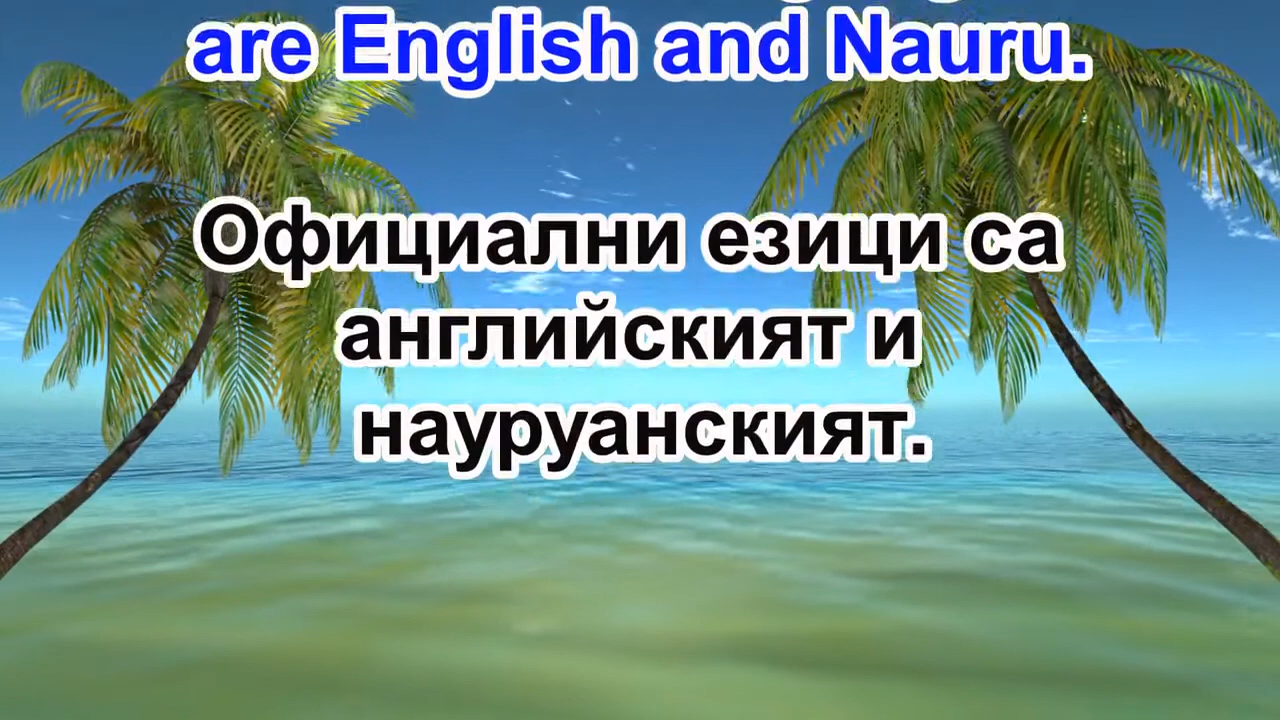 are English and Nauru.
Официални езици са
английският и
науруанският.